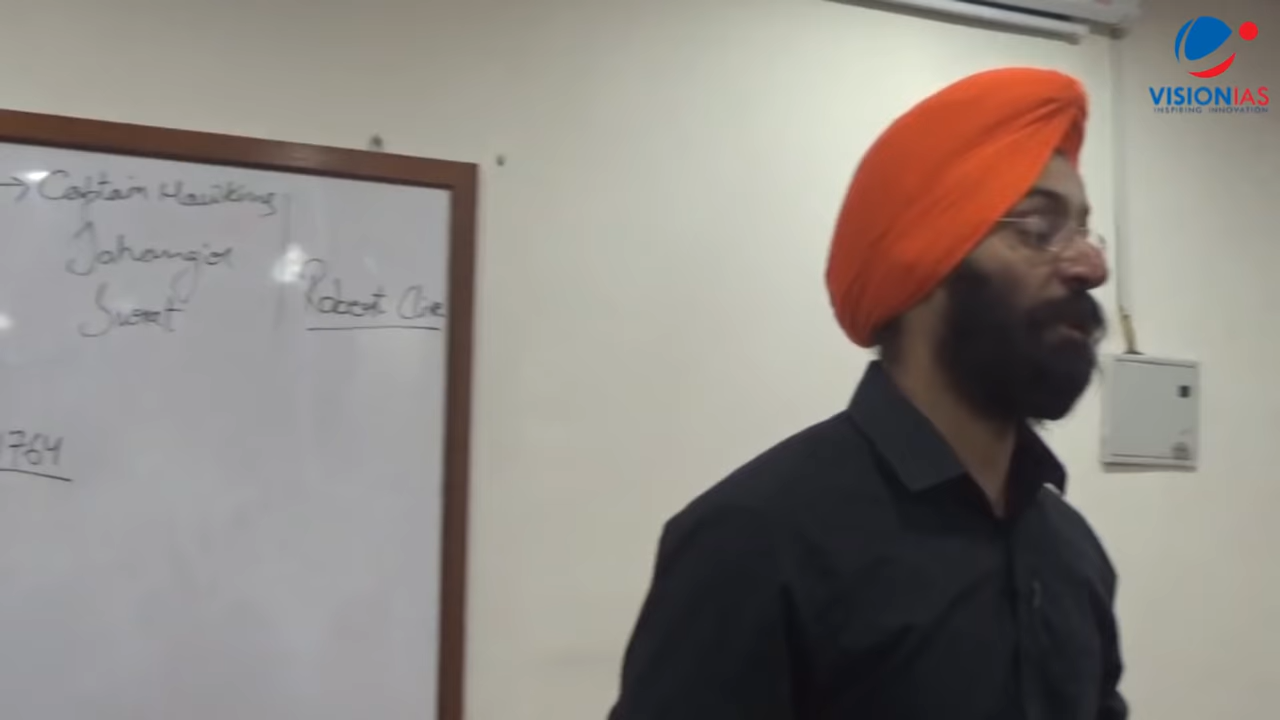 → Captain Hawkins
Jahangir
Surat
Robert Clive
1764
VISIONIAS
INSPIRING INNOVATION